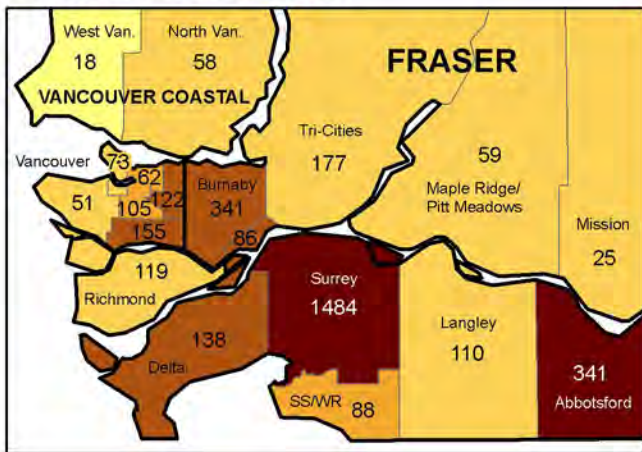 West Van.
18
North Van.
58
VANCOUVER COASTAL
FRASER
Tri-Cities
177
59
Maple Ridge/
Pitt Meadows
Mission
25
Vancouver
73
62
122
51
105
155
Burnaby
341
86
119
Richmond
138
Delta
Surrey
1484
SS/WR
88
Langley
110
341
Abbotsford